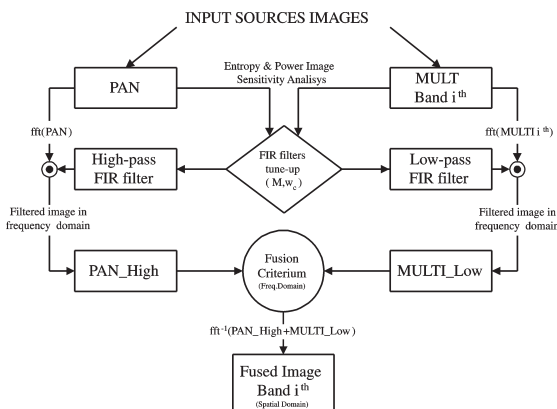 INPUT SOURCES IMAGES
Entropy & Power Image
Sensitivity Analisys
PAN
MULT
Band i th
fft(PAN)
fft(MULTI i th)
High-pass
FIR filter
FIR filters
tune-up
( M,wc )
Low-pass
FIR filter
Filtered image in
frequency domain
Filtered image in
frequency domain
PAN_High
Fusion
Criterium
(Freq.Domain)
MULTI_Low
fft-1(PAN_High+MULTI_Low)
Fused Image
Band i th
(Spatial Domain)